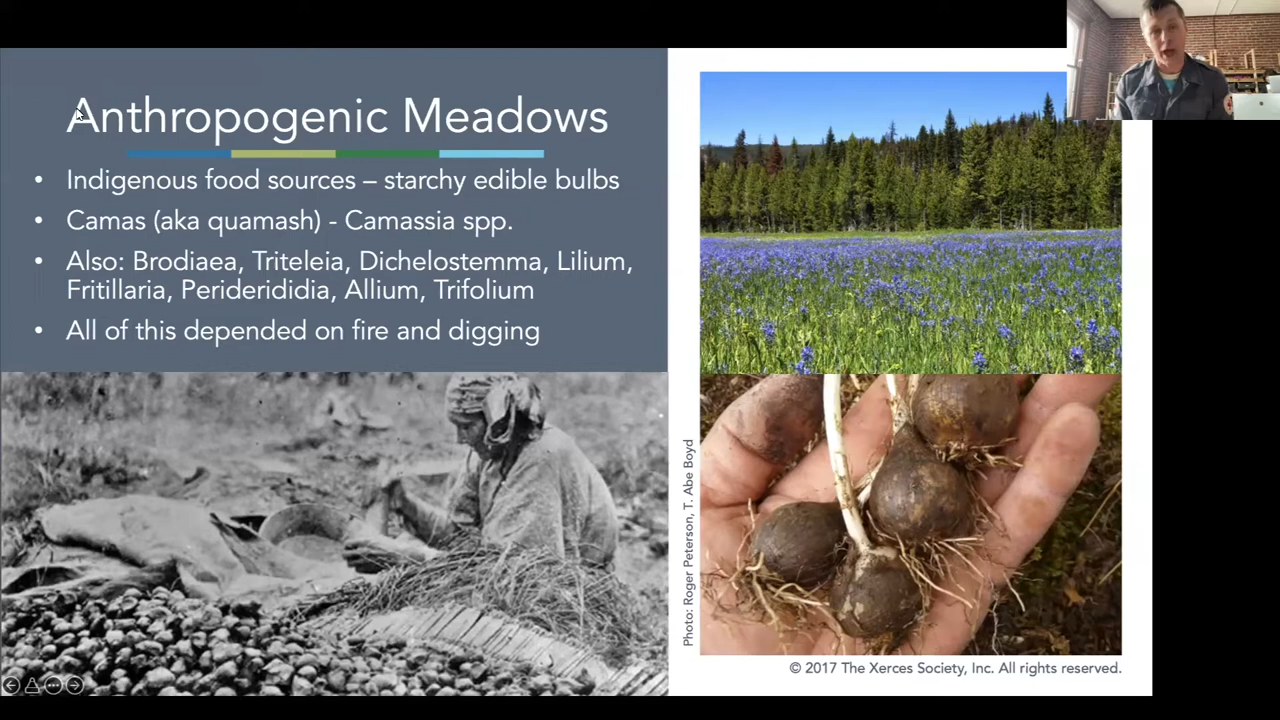 Anthropogenic Meadows
• Indigenous food sources – starchy edible bulbs
• Camas (aka quamash) - Camassia spp.
• Also: Brodiaea, Triteleia, Dichelostemma, Lilium,
Fritillaria, Periderididia, Allium, Trifolium
• All of this depended on fire and digging
Photo: Roger Peterson, T. Abe Boyd
© 2017 The Xerces Society, Inc. All rights reserved.